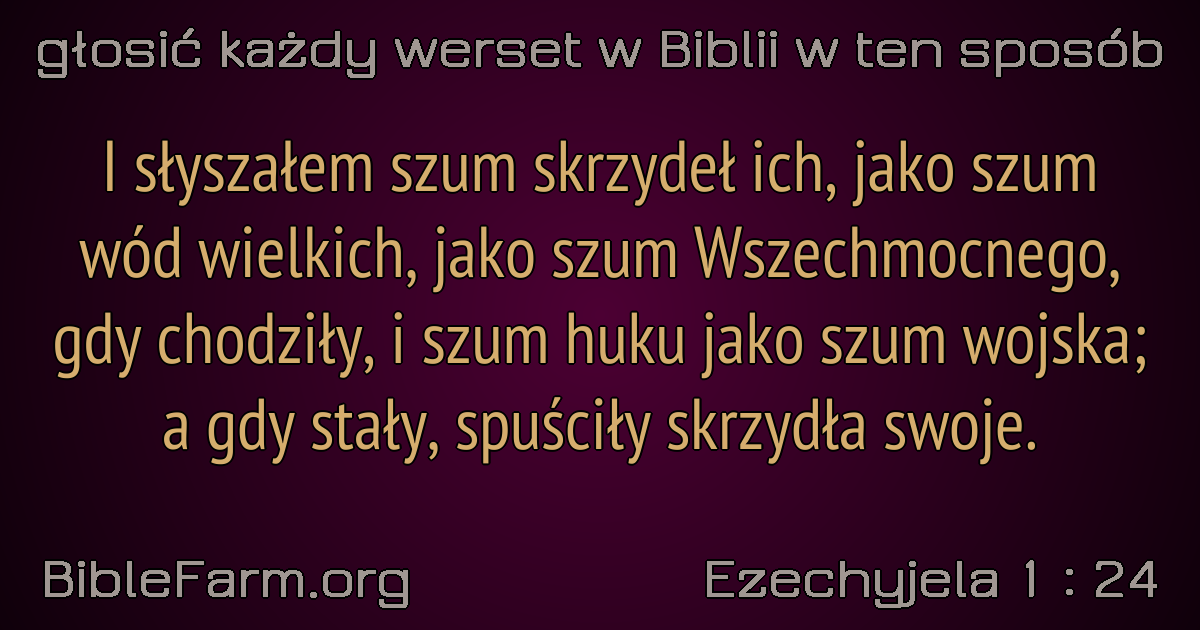 głosić każdy werset w Biblii w ten sposób
I słyszałem szum skrzydeł ich, jako szum
wód wielkich, jako szum Wszechmocnego,
gdy chodziły, i szum huku jako szum wojska;
a gdy stały, spuściły skrzydła swoje.
BibleFarm.org
Ezechyjela 1 : 24